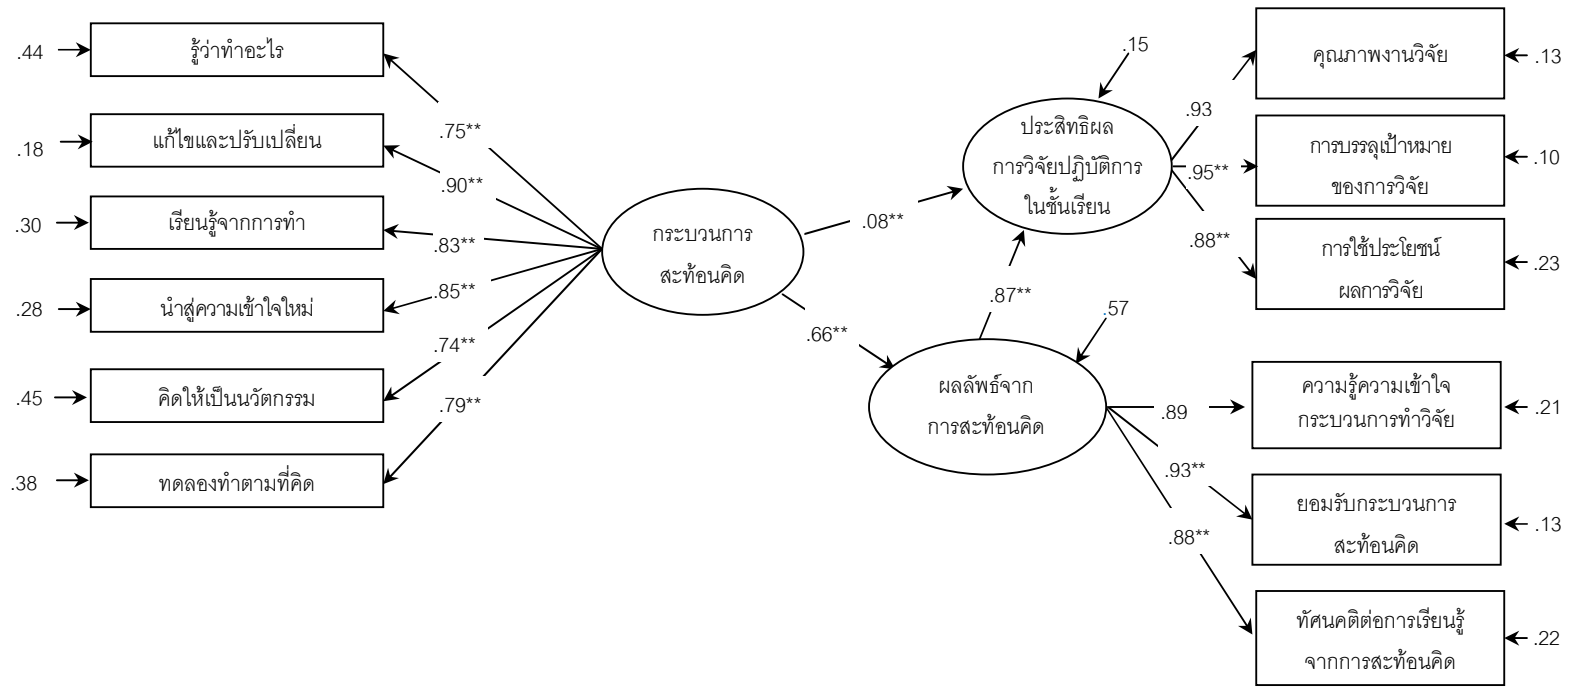 .44
รู้ว่าทำอะไร
.75**
.18
แก้ไขและปรับเปลี่ยน
.90**
.30
เรียนรู้จากการทำ
.83**
.28
นำสู่ความเข้าใจใหม่
.85**
.45
คิดให้เป็นนวัตกรรม
.74**
.38
ทดลองทำตามที่คิด
.79**
กระบวนการ
สะท้อนคิด
.08**
.66**
.15
ประสิทธิผล
การวิจัยปฏิบัติการ
ในชั้นเรียน
.87**
.57
ผลลัพธ์จาก
การสะท้อนคิด
.93
คุณภาพงานวิจัย
.13
.95**
การบรรลุเป้าหมาย
ของการวิจัย
.10
.88**
การใช้ประโยชน์
ผลการวิจัย
.23
.89
ความรู้ความเข้าใจ
กระบวนการทำวิจัย
.21
.93**
ยอมรับกระบวนการ
สะท้อนคิด
.13
.88**
ทัศนคติต่อการเรียนรู้
จากการสะท้อนคิด
.22